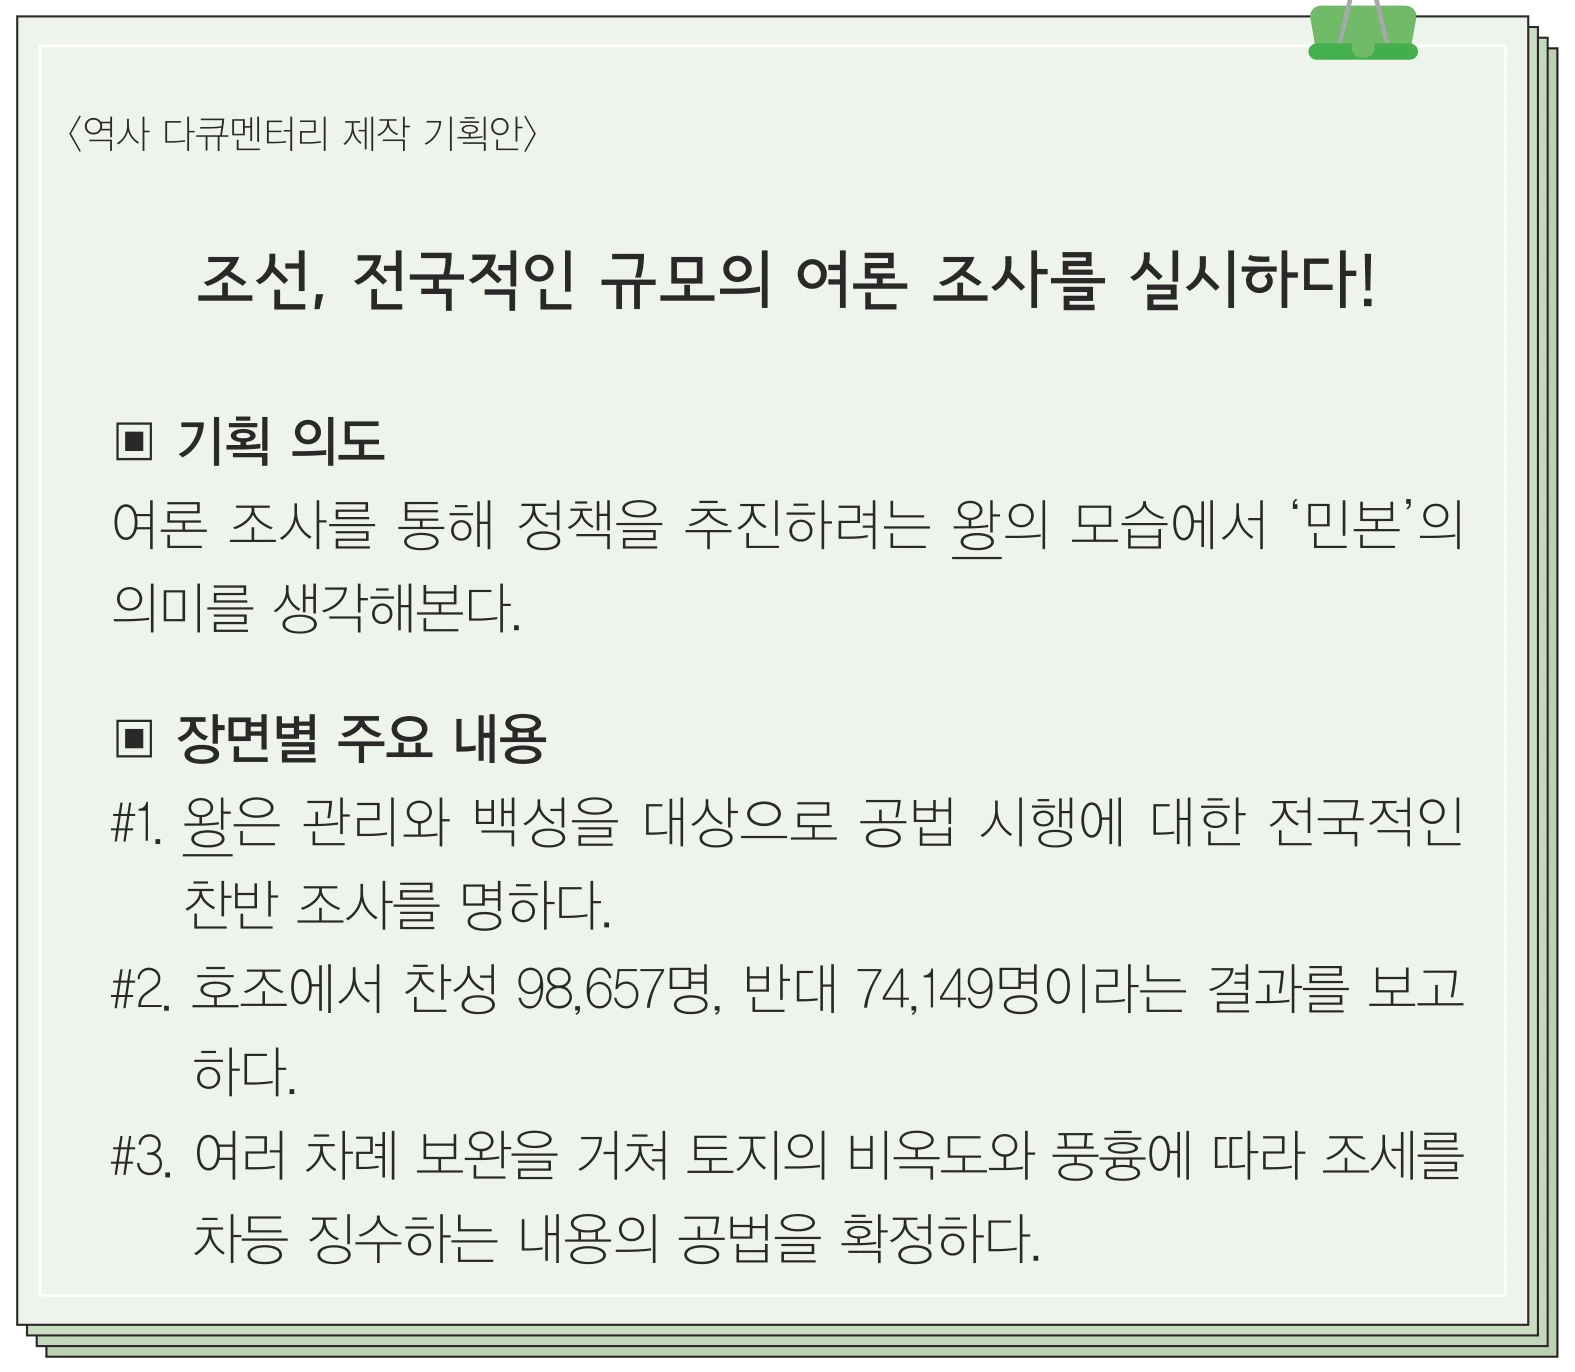 〈역사 다큐멘터리 제작 기획안〉
조선, 전국적인 규모의 여론 조사를 실시하다!
▣ 기획 의도
여론 조사를 통해 정책을 추진하려는 왕의 모습에서 ‘민본’의
의미를 생각해본다.
▣ 장면별 주요 내용
#1. 왕은 관리와 백성을 대상으로 공법 시행에 대한 전국적인
찬반 조사를 명하다.
#2. 호조에서 찬성 98,657명, 반대 74,149명이라는 결과를 보고
하다.
#3. 여러 차례 보완을 거쳐 토지의 비옥도와 풍흉에 따라 조세를
차등 징수하는 내용의 공법을 확정하다.